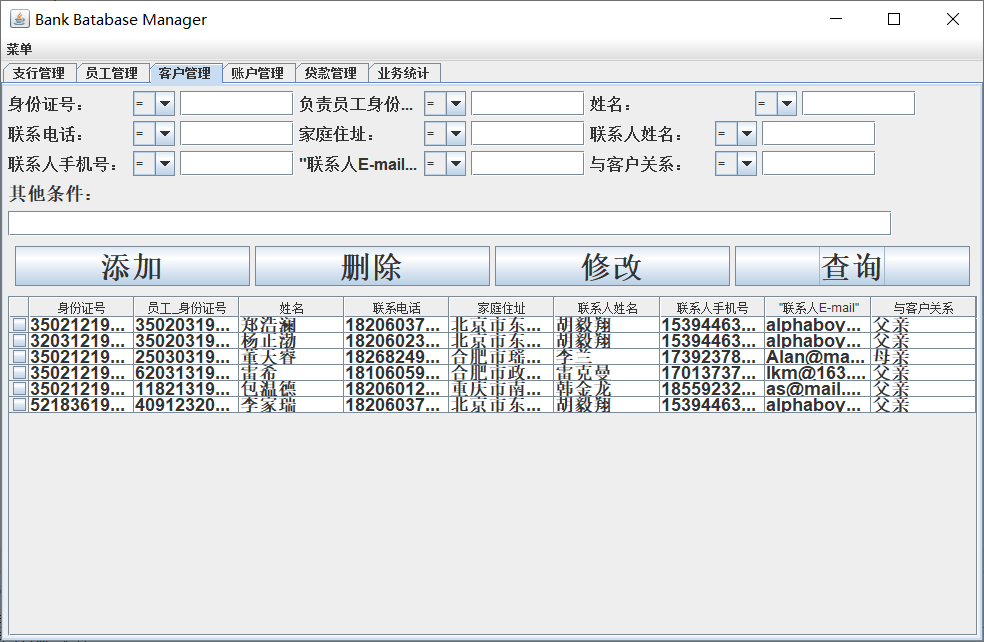 Bank Batabase Manager
菜单
支行管理 员工管理 客户管理 账户管理 贷款管理 业务统计
身份证号： = 负责员工身份... = 姓名： =
联系电话： = 家庭住址： = 联系人姓名： =
联系人手机号： = "联系人E-mail... = 与客户关系： =
其他条件：
添加 删除 修改 查询
身份证号 员工_身份证号 姓名 联系电话 家庭住址 联系人姓名 联系人手机号 "联系人E-mail" 与客户关系
35021219... 35020319... 郑浩澜 18206037... 北京市东... 胡毅翔 15394463... alphaboy... 父亲
32031219... 35020319... 杨止渤 18206023... 北京市东... 胡毅翔 15394463... alphaboy... 父亲
35021219... 25030319... 董天睿 18268249... 合肥市瑶... 李兰 17392378... Alan@ma... 母亲
35021219... 62031319... 雷希 18106059... 合肥市政... 雷克曼 17013737... lkm@163.... 父亲
35021219... 11821319... 包温德 18206012... 重庆市南... 韩金龙 18559232... as@mail.... 父亲
52183619... 40912320... 李家瑞 18206037... 北京市东... 胡毅翔 15394463... alphaboy... 父亲